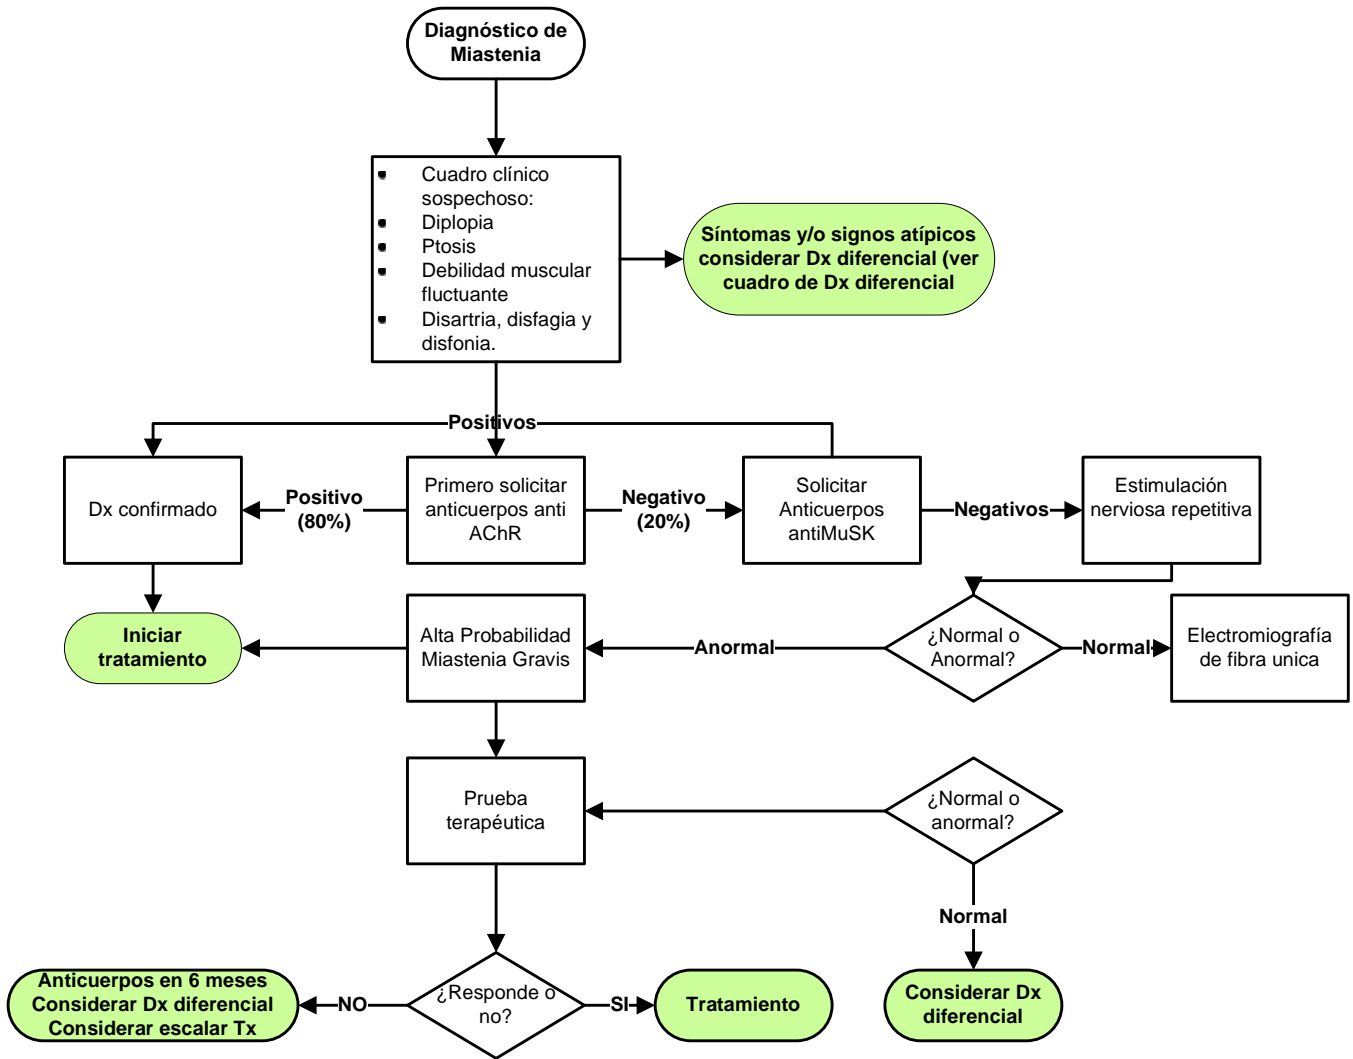 Diagnóstico de
Miastenia
Cuadro clínico
sospechoso:
Diplopia
Ptosis
Debilidad muscular
fluctuante
Disartria, disfagia y
disfonia.
Síntomas y/o signos atípicos
considerar Dx diferencial (ver
cuadro de Dx diferencial
Positivos
Dx confirmado
Positivo
(80%)
Primero solicitar
anticuerpos anti
AChR
Negativo
(20%)
Solicitar
Anticuerpos
antiMuSK
Negativos
Estimulación
nerviosa repetitiva
Iniciar
tratamiento
Alta Probabilidad
Miastenia Gravis
Anormal
¿Normal o
Anormal?
Normal
Electromiografía
de fibra unica
Prueba
terapéutica
¿Normal o
anormal?
Normal
Anticuerpos en 6 meses
Considerar Dx diferencial
Considerar escalar Tx
NO
¿Responde o
no?
SI
Tratamiento
Considerar Dx
diferencial